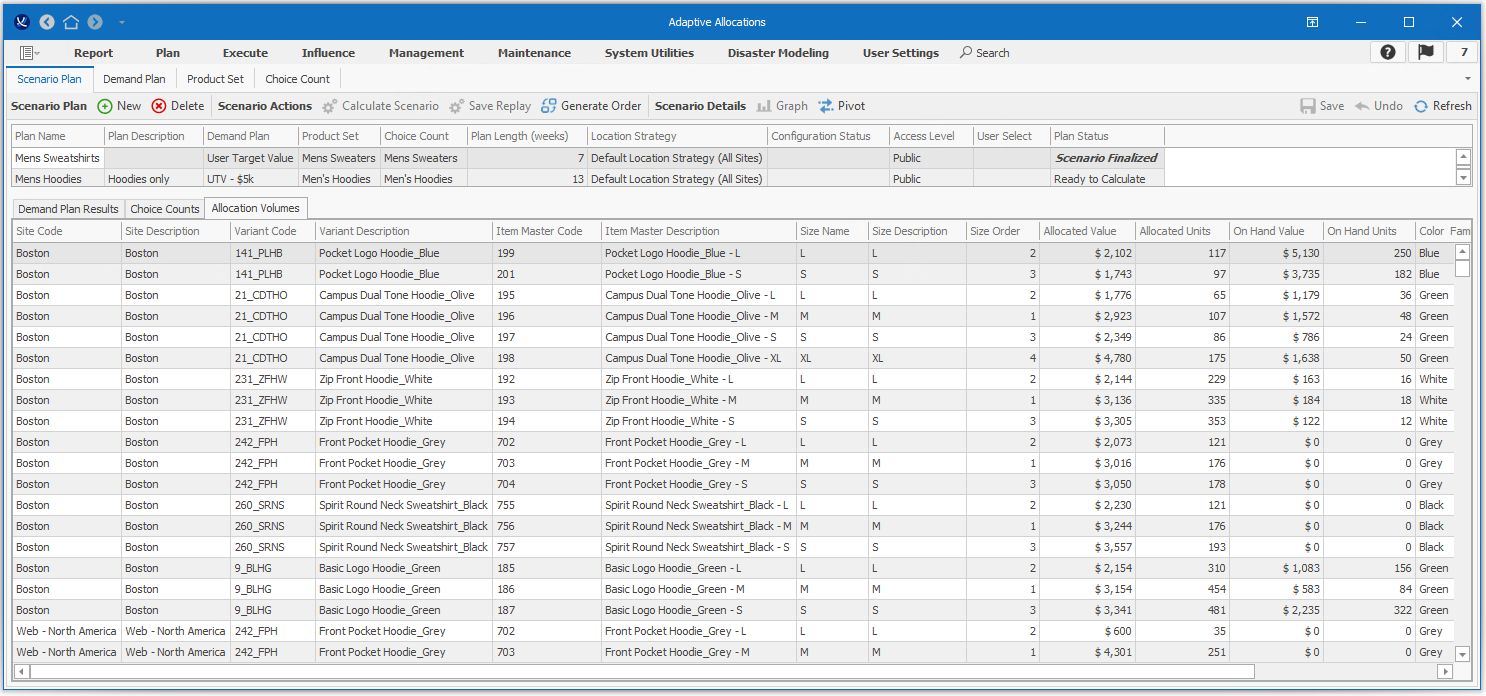 Adaptive Allocations
Report Plan Execute Influence Management Maintenance System Utilities Disaster Modeling User Settings Search ? 7
Scenario Plan Demand Plan Product Set Choice Count
Scenario Plan New Delete Scenario Actions Calculate Scenario Save Replay Generate Order Scenario Details Graph Pivot Save Undo Refresh
Plan Name Plan Description Demand Plan Product Set Choice Count Plan Length (weeks) Location Strategy Configuration Status Access Level User Select Plan Status
Mens Sweatshirts User Target Value Mens Sweaters Mens Sweaters 7 Default Location Strategy (All Sites) Public Scenario Finalized
Mens Hoodies Hoodies only UTV - $5k Men's Hoodies Men's Hoodies 13 Default Location Strategy (All Sites) Public Ready to Calculate
Demand Plan Results Choice Counts Allocation Volumes
Site Code Site Description Variant Code Variant Description Item Master Code Item Master Description Size Name Size Description Size Order Allocated Value Allocated Units On Hand Value On Hand Units Color Fam
Boston Boston 141_PLHB Pocket Logo Hoodie_Blue 199 Pocket Logo Hoodie_Blue - L L L 2 $ 2,102 117 $ 5,130 250 Blue
Boston Boston 141_PLHB Pocket Logo Hoodie_Blue 201 Pocket Logo Hoodie_Blue - S S S 3 $ 1,743 97 $ 3,735 182 Blue
Boston Boston 21_CDTHO Campus Dual Tone Hoodie_Olive 195 Campus Dual Tone Hoodie_Olive - L L L 2 $ 1,776 65 $ 1,179 36 Green
Boston Boston 21_CDTHO Campus Dual Tone Hoodie_Olive 196 Campus Dual Tone Hoodie_Olive - M M M 1 $ 2,923 107 $ 1,572 48 Green
Boston Boston 21_CDTHO Campus Dual Tone Hoodie_Olive 197 Campus Dual Tone Hoodie_Olive - S S S 3 $ 2,349 86 $ 786 24 Green
Boston Boston 21_CDTHO Campus Dual Tone Hoodie_Olive 198 Campus Dual Tone Hoodie_Olive - XL XL XL 4 $ 4,780 175 $ 1,638 50 Green
Boston Boston 231_ZFHW Zip Front Hoodie_White 192 Zip Front Hoodie_White - L L L 2 $ 2,144 229 $ 163 16 White
Boston Boston 231_ZFHW Zip Front Hoodie_White 193 Zip Front Hoodie_White - M M M 1 $ 3,136 335 $ 184 18 White
Boston Boston 231_ZFHW Zip Front Hoodie_White 194 Zip Front Hoodie_White - S S S 3 $ 3,305 353 $ 122 12 White
Boston Boston 242_FPH Front Pocket Hoodie_Grey 702 Front Pocket Hoodie_Grey - L L L 2 $ 2,073 121 $ 0 0 Grey
Boston Boston 242_FPH Front Pocket Hoodie_Grey 703 Front Pocket Hoodie_Grey - M M M 1 $ 3,016 176 $ 0 0 Grey
Boston Boston 242_FPH Front Pocket Hoodie_Grey 704 Front Pocket Hoodie_Grey - S S S 3 $ 3,050 178 $ 0 0 Grey
Boston Boston 260_SRNS Spirit Round Neck Sweatshirt_Black 755 Spirit Round Neck Sweatshirt_Black - L L L 2 $ 2,230 121 $ 0 0 Black
Boston Boston 260_SRNS Spirit Round Neck Sweatshirt_Black 756 Spirit Round Neck Sweatshirt_Black - M M M 1 $ 3,244 176 $ 0 0 Black
Boston Boston 260_SRNS Spirit Round Neck Sweatshirt_Black 757 Spirit Round Neck Sweatshirt_Black - S S S 3 $ 3,557 193 $ 0 0 Black
Boston Boston 9_BLHG Basic Logo Hoodie_Green 185 Basic Logo Hoodie_Green - L L L 2 $ 2,154 310 $ 1,083 156 Green
Boston Boston 9_BLHG Basic Logo Hoodie_Green 186 Basic Logo Hoodie_Green - M M M 1 $ 3,154 454 $ 583 84 Green
Boston Boston 9_BLHG Basic Logo Hoodie_Green 187 Basic Logo Hoodie_Green - S S S 3 $ 3,341 481 $ 2,235 322 Green
Web - North America Web - North America 242_FPH Front Pocket Hoodie_Grey 702 Front Pocket Hoodie_Grey - L L L 2 $ 600 35 $ 0 0 Grey
Web - North America Web - North America 242_FPH Front Pocket Hoodie_Grey 703 Front Pocket Hoodie_Grey - M M M 1 $ 4,301 251 $ 0 0 Grey